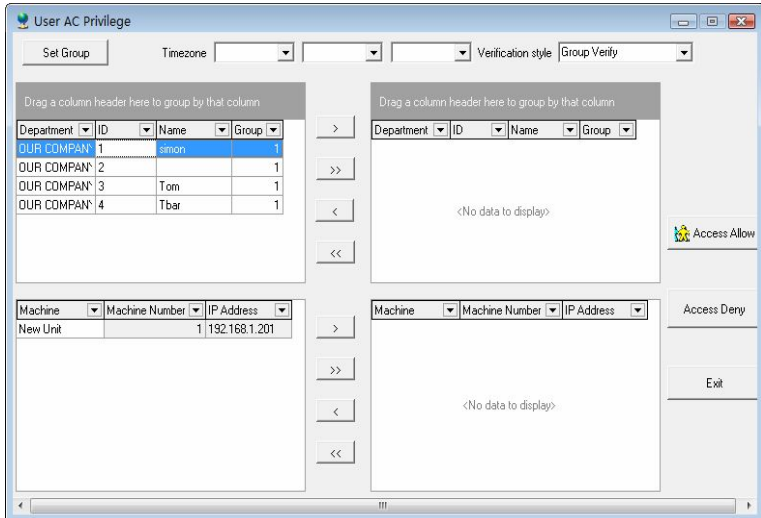 User AC Privilege
Set Group Timezone Verification style Group Verify
Drag a column header here to group by that column
Department ID Name Group
OUR COMPANY 1 simon 1
OUR COMPANY 2 1
OUR COMPANY 3 Tom 1
OUR COMPANY 4 Tbar 1
>
>>
<
<<
Drag a column header here to group by that column
Department ID Name Group
<No data to display>
Machine Machine Number IP Address
New Unit 1 192.168.1.201
>
>>
<
<<
Machine Machine Number IP Address
<No data to display>
Access Allow
Access Deny
Exit